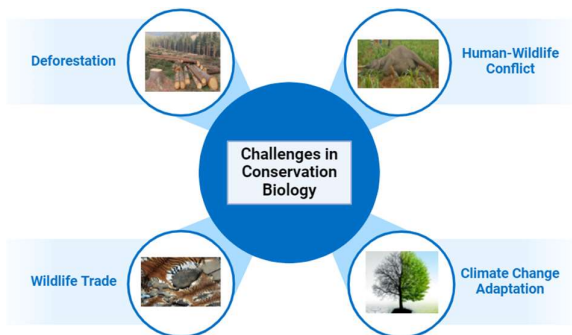 Deforestation
Human-Wildlife
Conflict
Challenges in
Conservation
Biology
Wildlife Trade
Climate Change
Adaptation